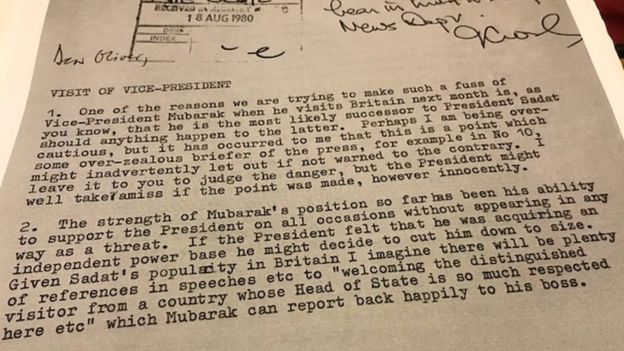 RECEIVED IN
18 AUG 1980
DESK
INDEX
bear in mind
News Dept.
Dear Oliver,
VISIT OF VICE-PRESIDENT
1. One of the reasons we are trying to make such a fuss of
Vice-President Mubarak when he visits Britain next month is, as
you know, that he is the most likely successor to President Sadat
should anything happen to the latter. Perhaps I am being over-
cautious, but it has occurred to me that this is a point which
some over-zealous briefer of the press, for example in No 10,
might inadvertently let out if not warned to the contrary. I
leave it to you to judge the danger, but the President might
well take amiss if the point was made, however innocently.
2. The strength of Mubarak's position so far has been his ability
to support the President on all occasions without appearing in any
way as a threat. If the President felt that he was acquiring an
independent power base he might decide to cut him down to size.
Given Sadat's popularity in Britain I imagine there will be plenty
of references in speeches etc to "welcoming the distinguished
visitor from a country whose Head of State is so much respected
here etc" which Mubarak can report back happily to his boss.